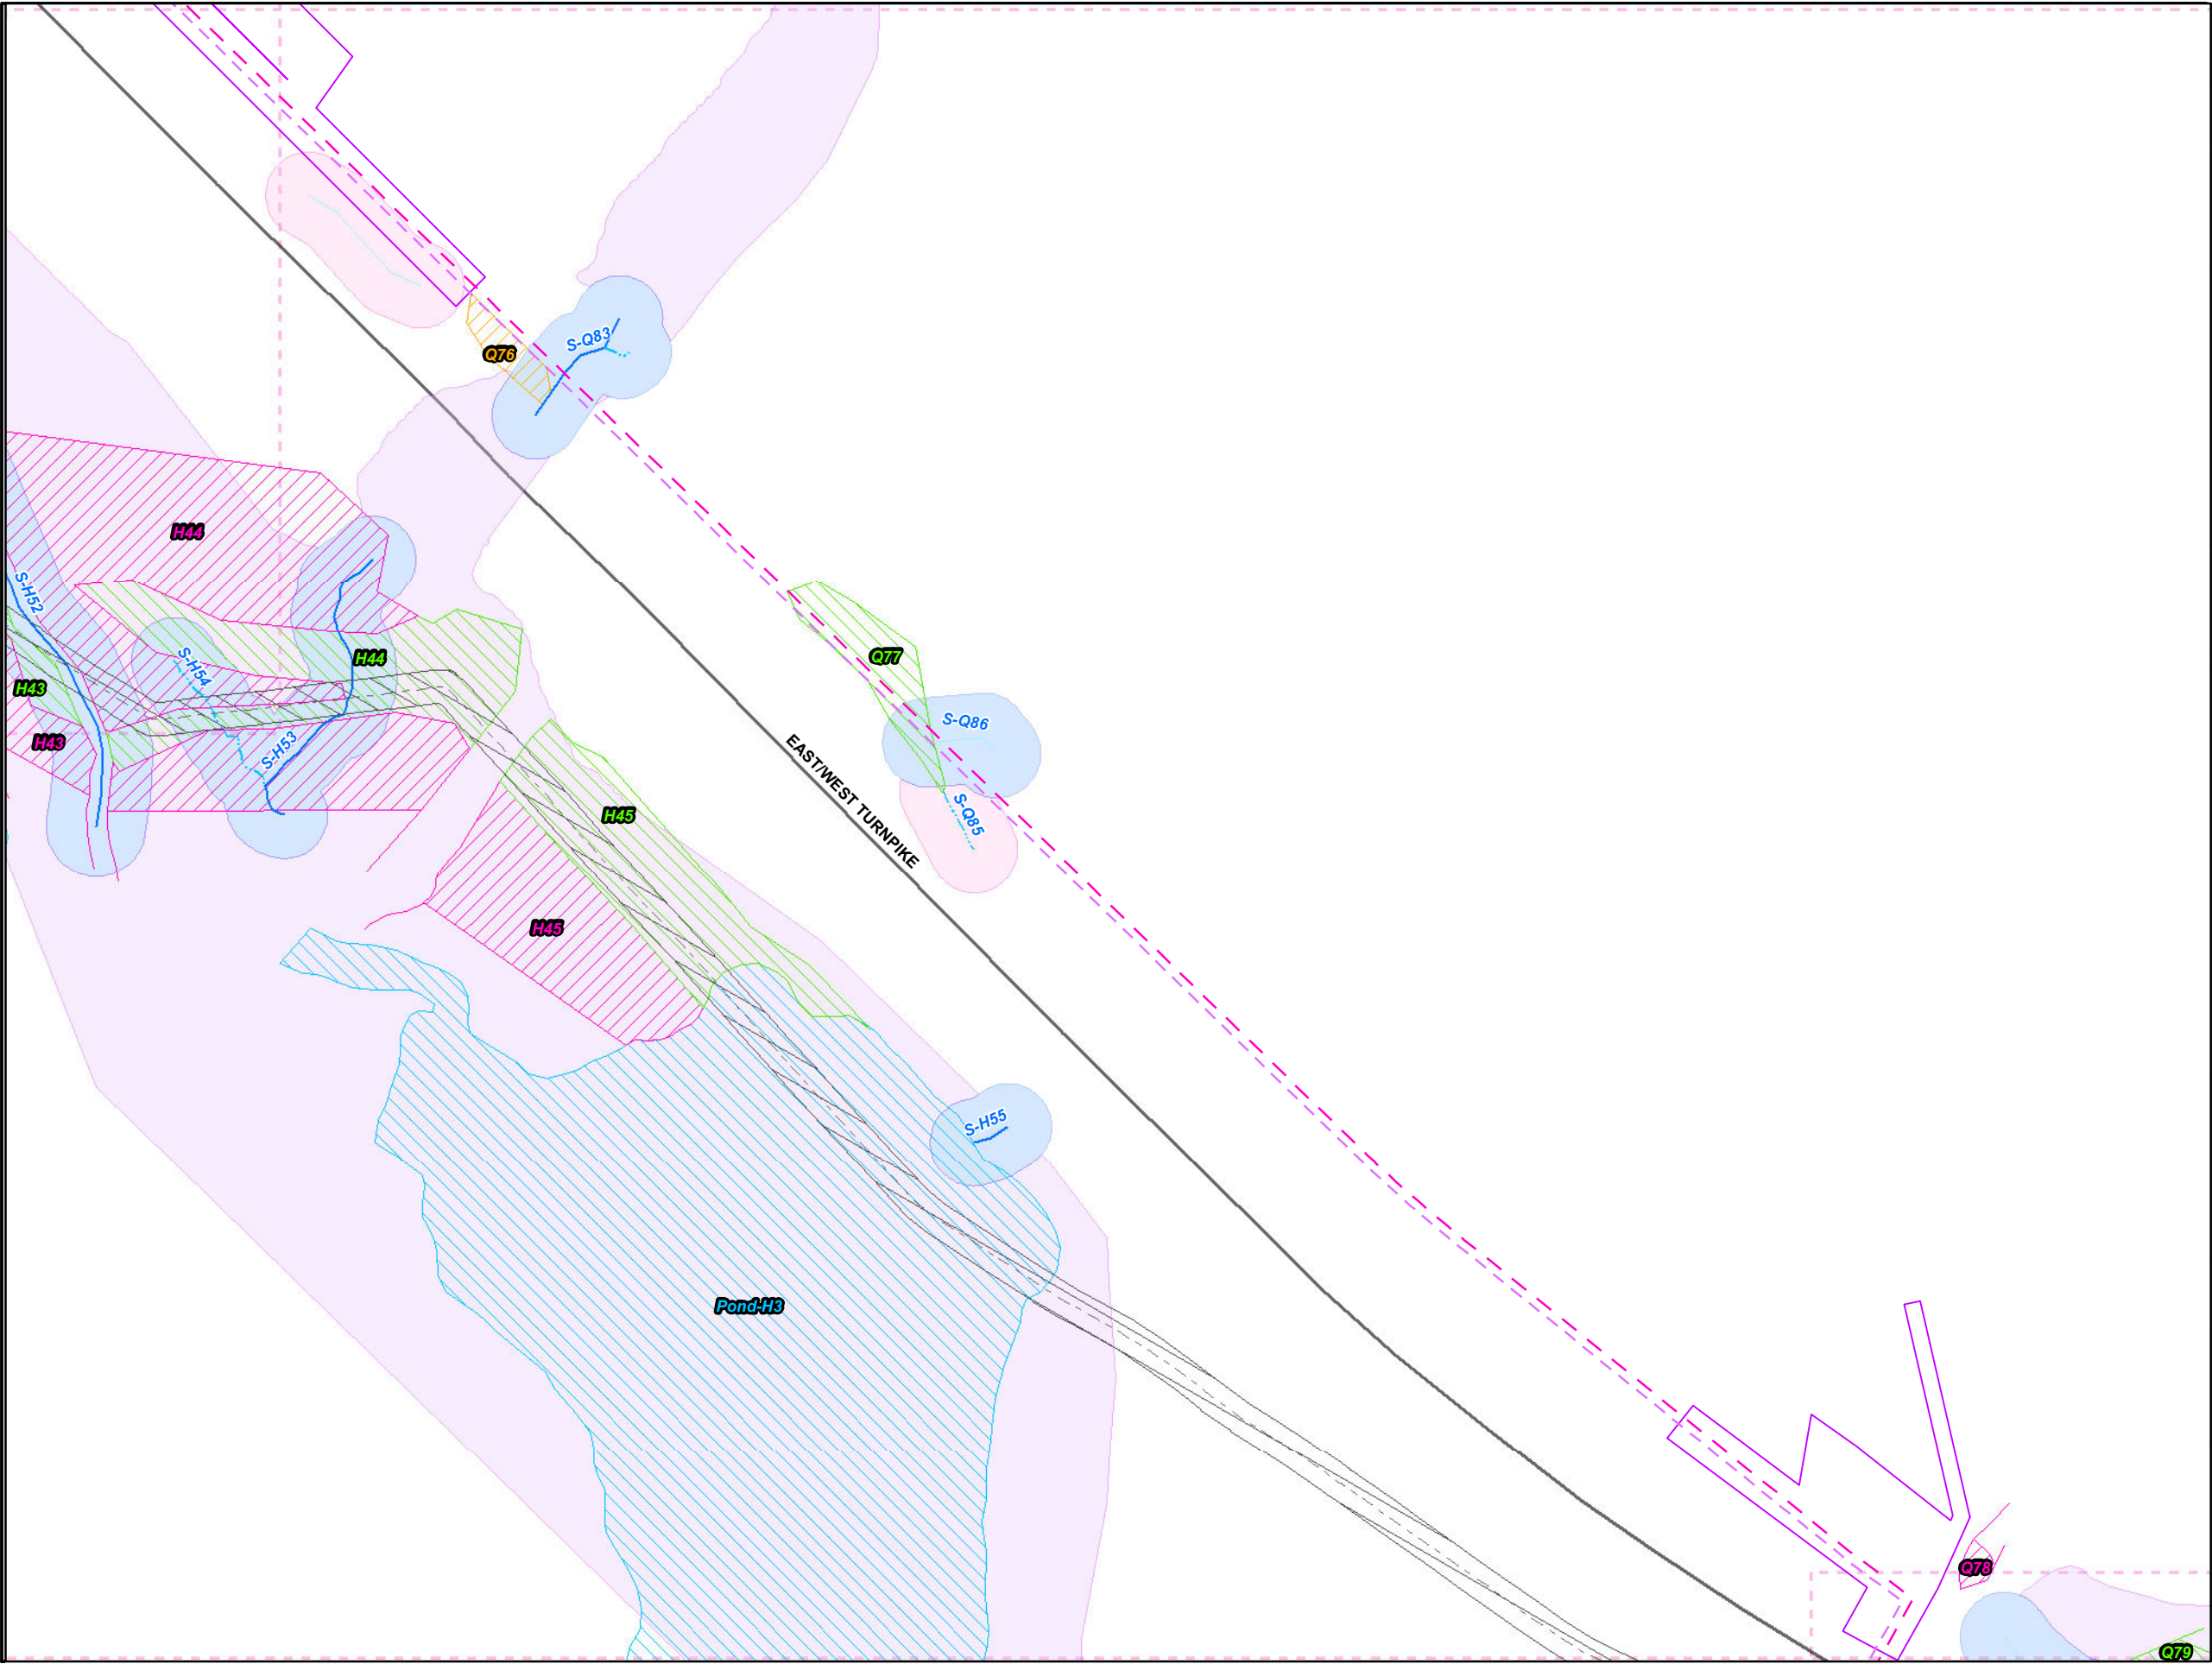 S-Q83
Q76
H44
S-H52
S-H54
H44
Q77
H43
S-Q86
H43
S-H53
EAST/WEST TURNPIKE
S-Q85
H45
H45
S-H55
Pond-H3
Q78
Q79